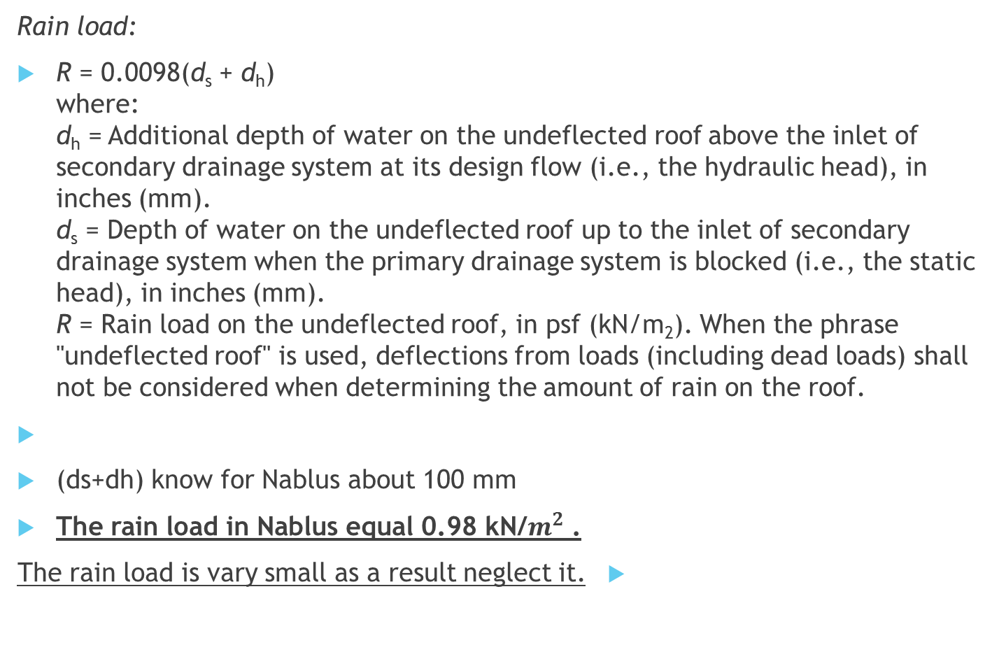 Rain load:
R = 0.0098(ds + dh)
where:
dh = Additional depth of water on the undeflected roof above the inlet of
secondary drainage system at its design flow (i.e., the hydraulic head), in
inches (mm).
ds = Depth of water on the undeflected roof up to the inlet of secondary
drainage system when the primary drainage system is blocked (i.e., the static
head), in inches (mm).
R = Rain load on the undeflected roof, in psf (kN/m2). When the phrase
"undeflected roof" is used, deflections from loads (including dead loads) shall
not be considered when determining the amount of rain on the roof.
(ds+dh) know for Nablus about 100 mm
The rain load in Nablus equal 0.98 kN/m² .
The rain load is vary small as a result neglect it.